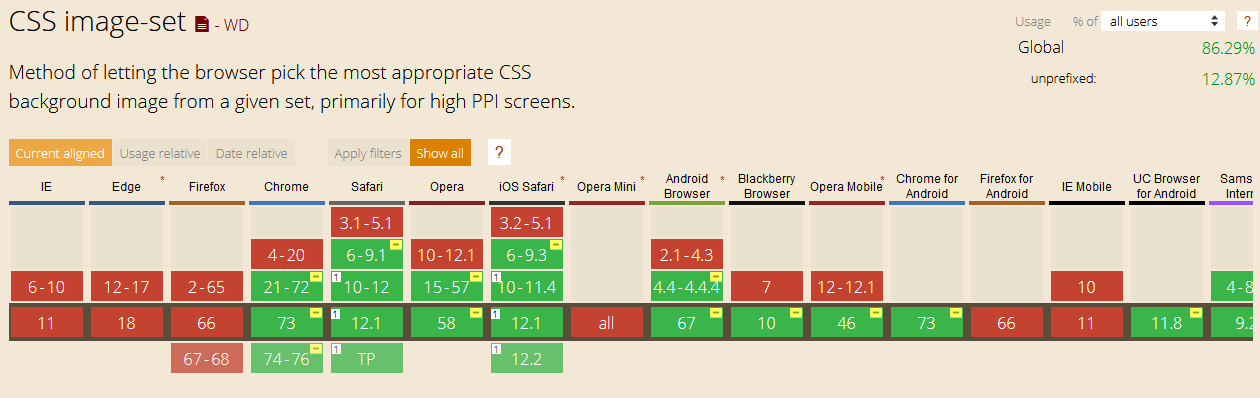 CSS image-set - WD
Usage % of all users ?
Global 86.29%
unprefixed: 12.87%
Method of letting the browser pick the most appropriate CSS
background image from a given set, primarily for high PPI screens.
Current aligned Usage relative Date relative Apply filters Show all ?
IE Edge * Firefox Chrome Safari Opera iOS Safari * Opera Mini * Android Browser * Blackberry Browser Opera Mobile * Chrome for Android Firefox for Android IE Mobile UC Browser for Android Sams Intern
3.1-5.1 3.2-5.1
4-20 6-9.1 10-12.1 6-9.3 2.1-4.3
6-10 12-17 2-65 21-72 1 10-12 15-57 1 10-11.4 4.4-4.4.4 7 12-12.1 10 4-8
11 18 66 73 1 12.1 58 1 12.1 all 67 10 46 73 66 11 11.8 9.2
67-68 74-76 1 TP 1 12.2